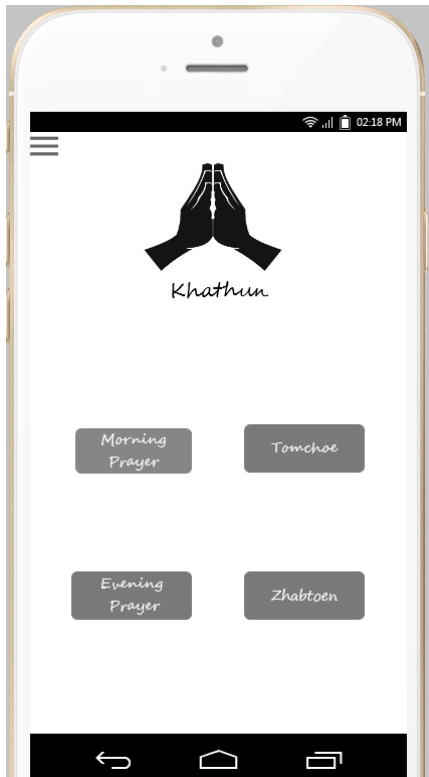 02:18 PM
Khathun
Morning
Prayer
Tomchoe
Evening
Prayer
Zhabtoen